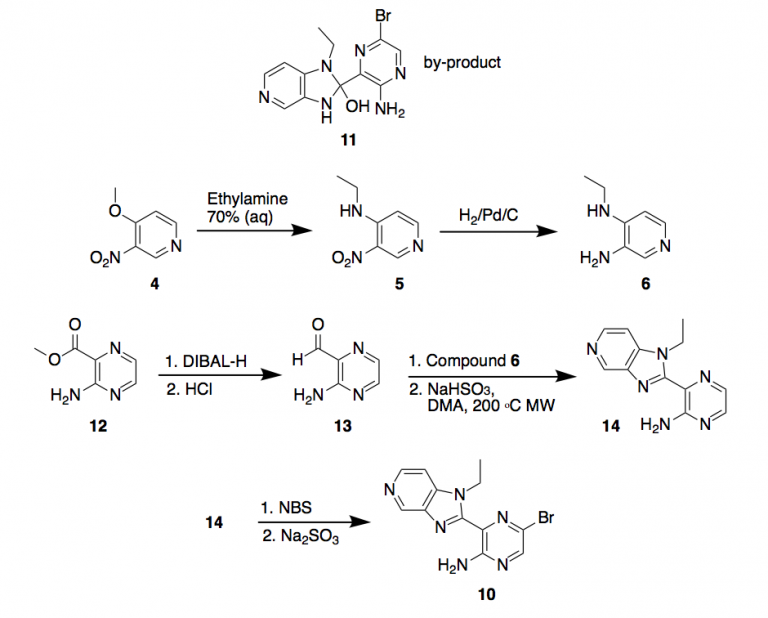 Br
N
N
N
N
by-product
N
H
OH
NH2
11
O
O2N
N
4
Ethylamine
70% (aq)
HN
O2N
N
5
H2/Pd/C
HN
H2N
N
6
O
O
N
H2N
N
12
1. DIBAL-H
2. HCl
O
H
N
H2N
N
13
1. Compound 6
2. NaHSO3,
DMA, 200 °C MW
N
N
N
N
14
H2N
N
14
1. NBS
2. Na2SO3
N
N
N
N
Br
H2N
N
10